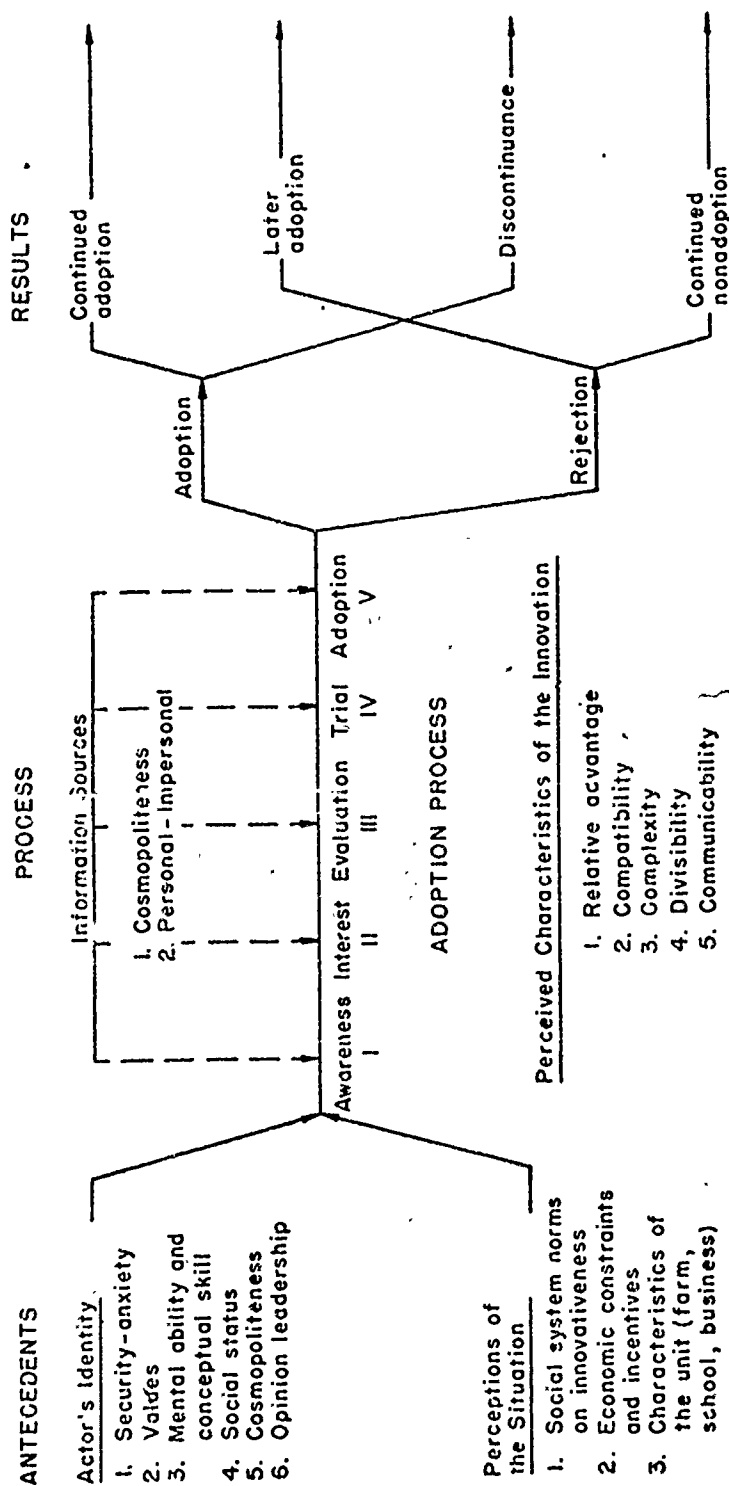 ANTECEDENTS
Actor's Identity
1. Security-anxiety
2. Valdes
3. Mental ability and
conceptual skill
4. Social status
5. Cosmopoliteness
6. Opinion leadership
Perceptions of
the Situation
1. Social system norms
on innovativeness
2. Economic constraints
and incentives
3. Characteristics of
the unit (farm,
school, business)
PROCESS
Information Sources
1. Cosmopoliteness
2. Personal-Impersonal
Awareness Interest Evaluation Trial Adoption
I II III IV V
ADOPTION PROCESS
Perceived Characteristics of the Innovation
1. Relative acvantage
2. Compatibility
3. Complexity
4. Divisibility
5. Communicability
RESULTS
Adoption
Rejection
Continued
adoption
Later
adoption
Discontinuance
Continued
nonadoption